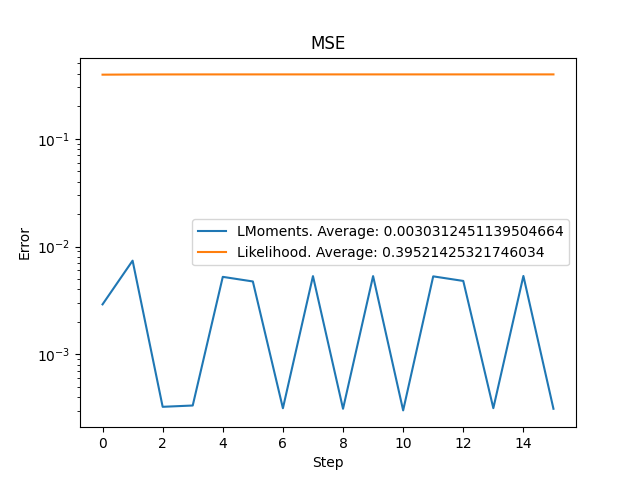 MSE
Error
10⁻¹
10⁻²
10⁻³
LMoments. Average: 0.0030312451139504664
Likelihood. Average: 0.39521425321746034
0 2 4 6 8 10 12 14
Step